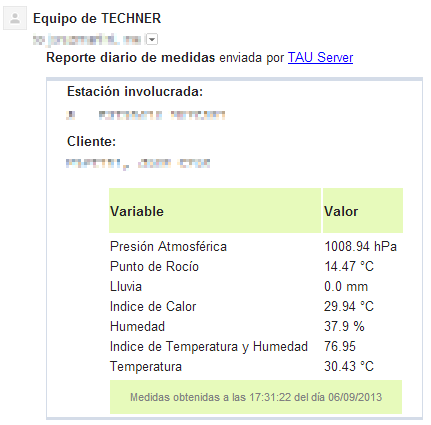 Equipo de TECHNER
to
Reporte diario de medidas enviada por TAU Server
Estación involucrada:
Cliente:
Variable Valor
Presión Atmosférica 1008.94 hPa
Punto de Rocío 14.47 °C
Lluvia 0.0 mm
Indice de Calor 29.94 °C
Humedad 37.9 %
Indice de Temperatura y Humedad 76.95
Temperatura 30.43 °C
Medidas obtenidas a las 17:31:22 del día 06/09/2013